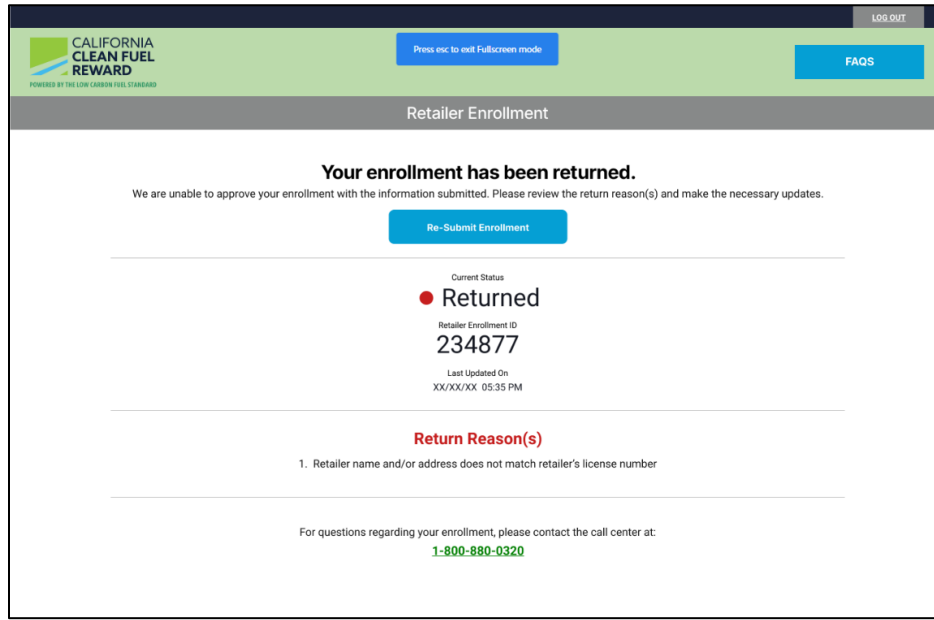 LOG OUT
CALIFORNIA
CLEAN FUEL
REWARD
POWERED BY THE LOW CARBON FUEL STANDARD
Press esc to exit Fullscreen mode
FAQS
Retailer Enrollment
Your enrollment has been returned.
We are unable to approve your enrollment with the information submitted. Please review the return reason(s) and make the necessary updates.
Re-Submit Enrollment
Current Status
Returned
Retailer Enrollment ID
234877
Last Updated On
XX/XX/XX 05:35 PM
Return Reason(s)
1. Retailer name and/or address does not match retailer's license number
For questions regarding your enrollment, please contact the call center at:
1-800-880-0320